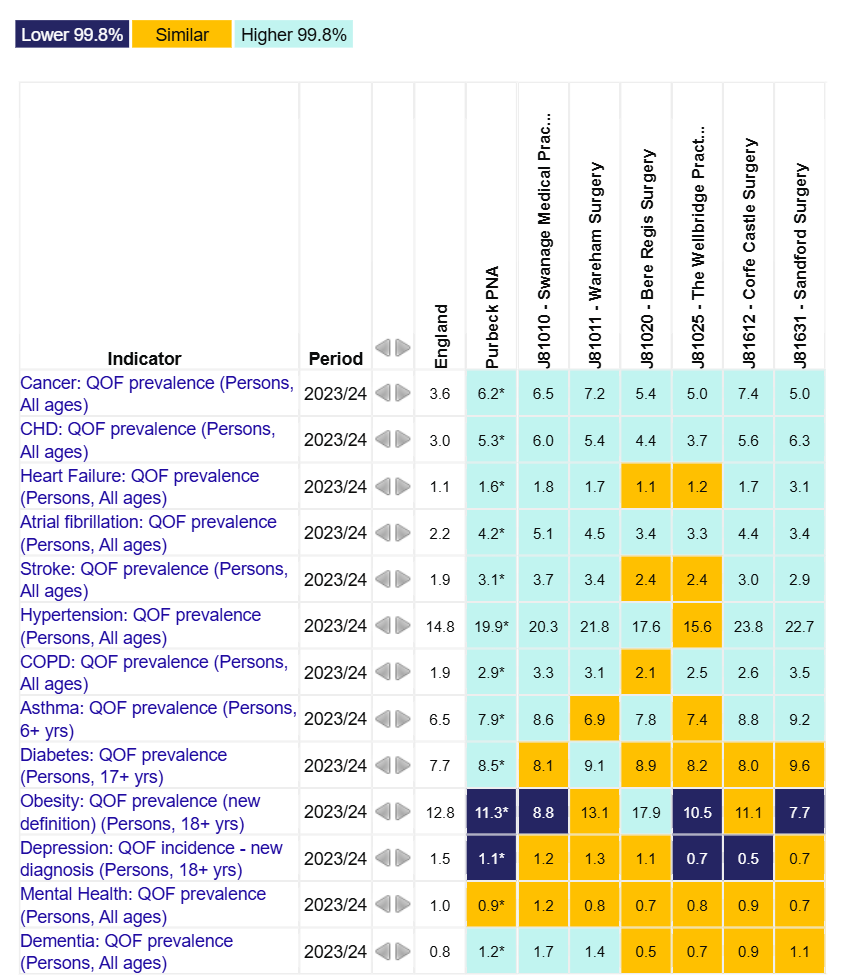 Lower 99.8% Similar Higher 99.8%
Indicator Period England Purbeck PNA J81010 - Swanage Medical Prac... J81011 - Wareham Surgery J81020 - Bere Regis Surgery J81025 - The Wellbridge Pract... J81612 - Corfe Castle Surgery J81631 - Sandford Surgery
Cancer: QOF prevalence (Persons,
All ages) 2023/24 3.6 6.2* 6.5 7.2 5.4 5.0 7.4 5.0
CHD: QOF prevalence (Persons,
All ages) 2023/24 3.0 5.3* 6.0 5.4 4.4 3.7 5.6 6.3
Heart Failure: QOF prevalence
(Persons, All ages) 2023/24 1.1 1.6* 1.8 1.7 1.1 1.2 1.7 3.1
Atrial fibrillation: QOF prevalence
(Persons, All ages) 2023/24 2.2 4.2* 5.1 4.5 3.4 3.3 4.4 3.4
Stroke: QOF prevalence (Persons,
All ages) 2023/24 1.9 3.1* 3.7 3.4 2.4 2.4 3.0 2.9
Hypertension: QOF prevalence
(Persons, All ages) 2023/24 14.8 19.9* 20.3 21.8 17.6 15.6 23.8 22.7
COPD: QOF prevalence (Persons,
All ages) 2023/24 1.9 2.9* 3.3 3.1 2.1 2.5 2.6 3.5
Asthma: QOF prevalence (Persons,
6+ yrs) 2023/24 6.5 7.9* 8.6 6.9 7.8 7.4 8.8 9.2
Diabetes: QOF prevalence
(Persons, 17+ yrs) 2023/24 7.7 8.5* 8.1 9.1 8.9 8.2 8.0 9.6
Obesity: QOF prevalence (new
definition) (Persons, 18+ yrs) 2023/24 12.8 11.3* 8.8 13.1 17.9 10.5 11.1 7.7
Depression: QOF incidence - new
diagnosis (Persons, 18+ yrs) 2023/24 1.5 1.1* 1.2 1.3 1.1 0.7 0.5 0.7
Mental Health: QOF prevalence
(Persons, All ages) 2023/24 1.0 0.9* 1.2 0.8 0.7 0.8 0.9 0.7
Dementia: QOF prevalence
(Persons, All ages) 2023/24 0.8 1.2* 1.7 1.4 0.5 0.7 0.9 1.1